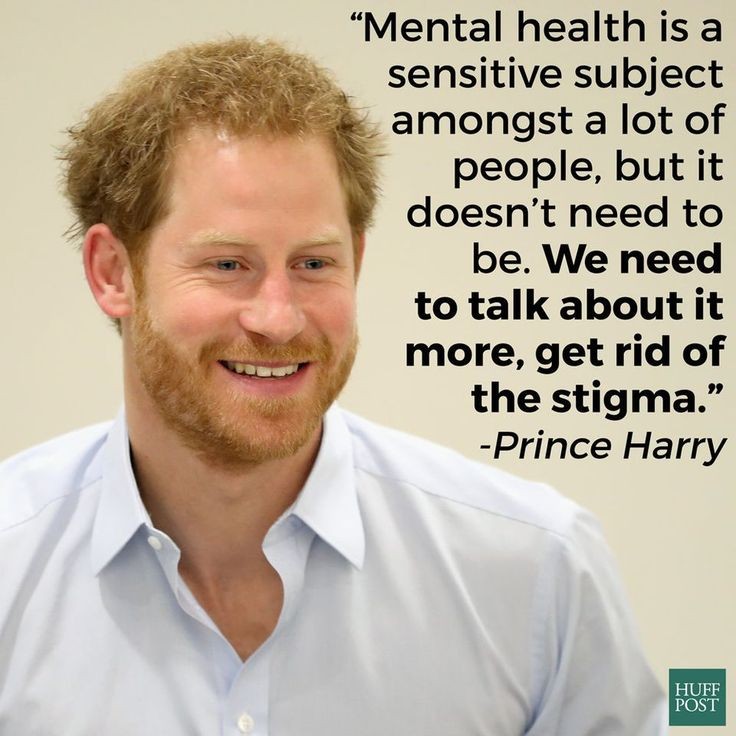 “Mental health is a
sensitive subject
amongst a lot of
people, but it
doesn’t need to
be. We need
to talk about it
more, get rid of
the stigma.”
-Prince Harry
HUFF
POST